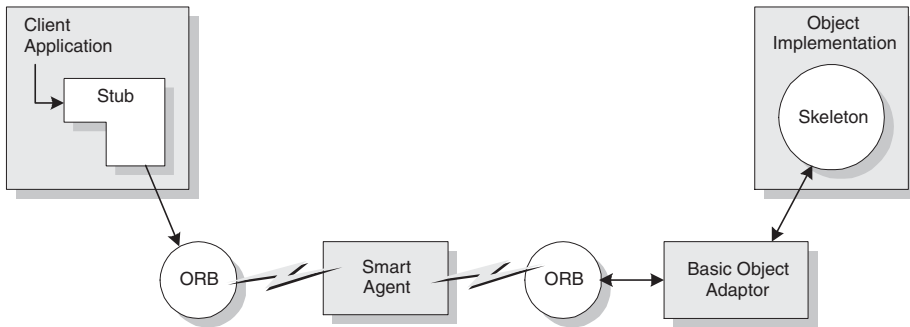 Client
Application
Stub
Object
Implementation
Skeleton
ORB
Smart
Agent
ORB
Basic Object
Adaptor